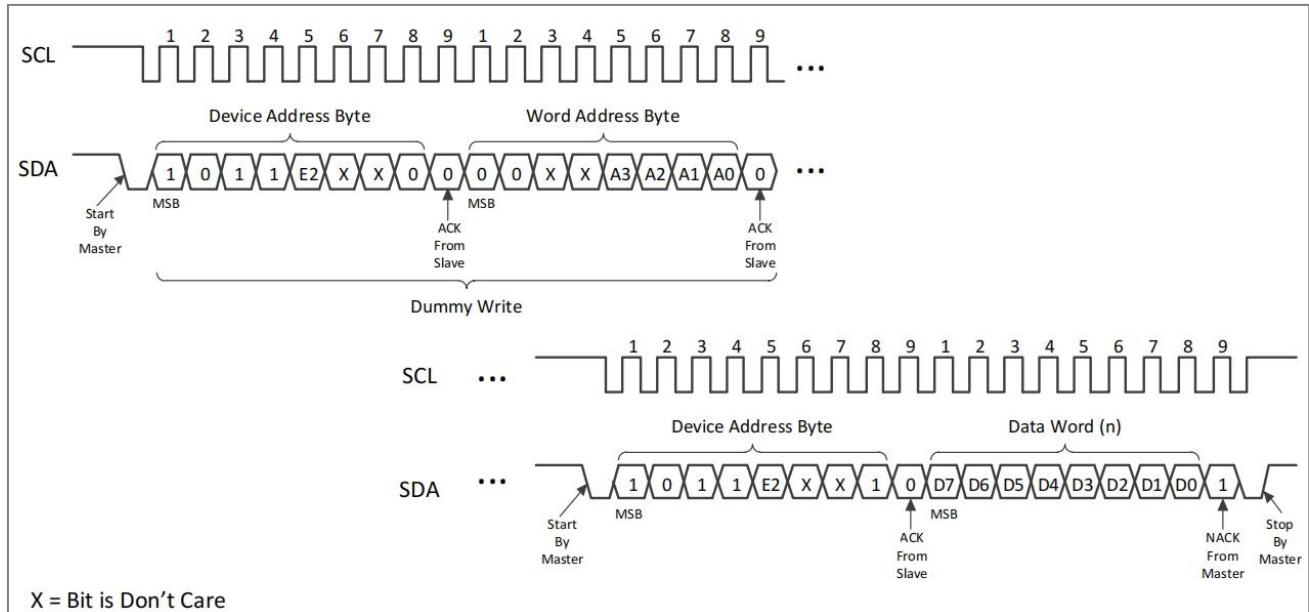 1 2 3 4 5 6 7 8 9 1 2 3 4 5 6 7 8 9
SCL ...
Device Address Byte Word Address Byte
SDA 1 0 1 1 E2 X X 0 0 0 0 X X A3 A2 A1 A0 0 ...
MSB MSB
Start By Master
ACK From Slave
ACK From Slave
Dummy Write
1 2 3 4 5 6 7 8 9 1 2 3 4 5 6 7 8 9
SCL ...
Device Address Byte Data Word (n)
SDA ... 1 0 1 1 E2 X X 1 0 D7 D6 D5 D4 D3 D2 D1 D0 1
MSB MSB
Start By Master
ACK From Slave
NACK From Master
Stop By Master
X = Bit is Don't Care